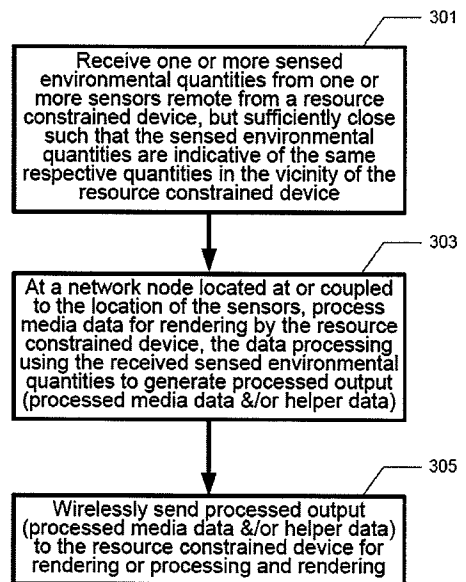 301
Receive one or more sensed
environmental quantities from one or
more sensors remote from a resource
constrained device, but sufficiently close
such that the sensed environmental
quantities are indicative of the same
respective quantities in the vicinity of the
resource constrained device
303
At a network node located at or coupled
to the location of the sensors, process
media data for rendering by the resource
constrained device, the data processing
using the received sensed environmental
quantities to generate processed output
(processed media data &/or helper data)
305
Wirelessly send processed output
(processed media data &/or helper data)
to the resource constrained device for
rendering or processing and rendering